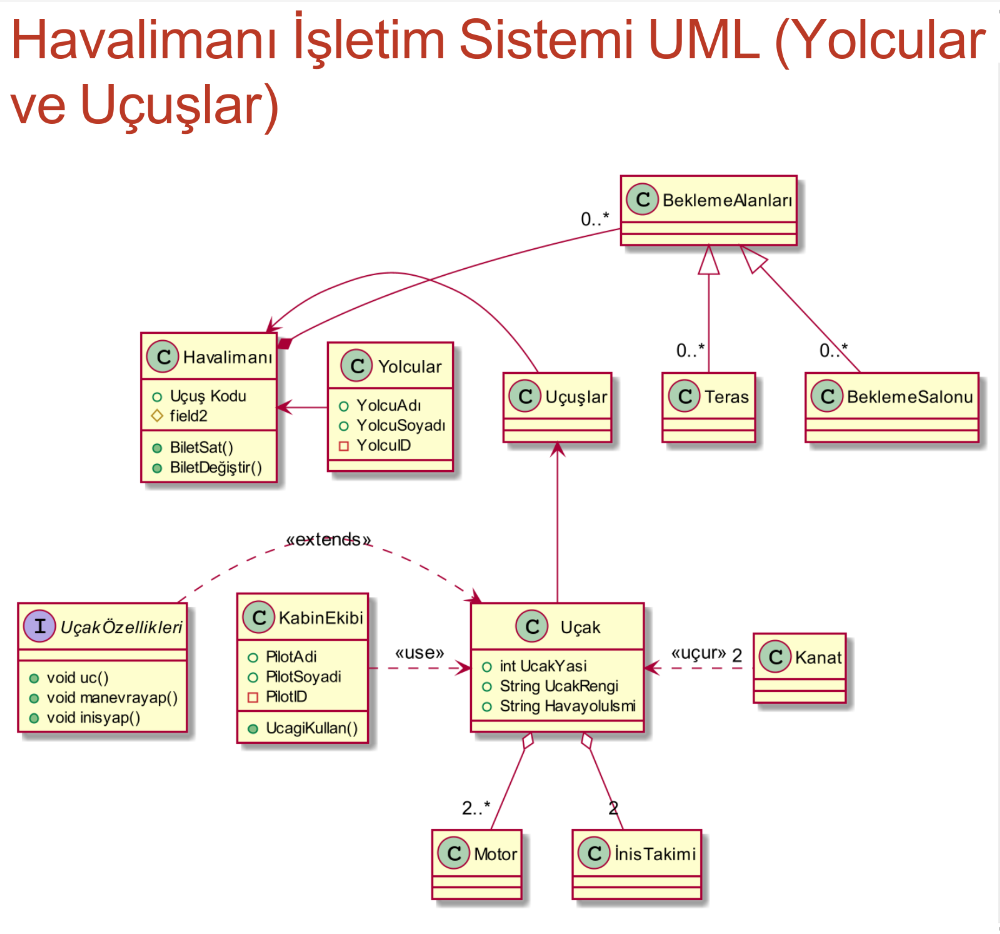 Havalimanı İşletim Sistemi UML (Yolcular
ve Uçuşlar)
C BeklemeAlanları
0..*
C Havalimanı
Uçuş Kodu
field2
BiletSat()
BiletDeğiştir()
C Yolcular
YolcuAdı
YolcuSoyadı
YolcuID
C Uçuşlar
0..*
C Teras
0..*
C BeklemeSalonu
«extends»
I UçakÖzellikleri
void uc()
void manevrayap()
void inisyap()
C KabinEkibi
PilotAdi
PilotSoyadi
PilotID
UcagiKullan()
«use»
C Uçak
int UcakYasi
String UcakRengi
String HavayoluIsmi
«uçur» 2
C Kanat
2..*
2
C Motor
C İnisTakimi